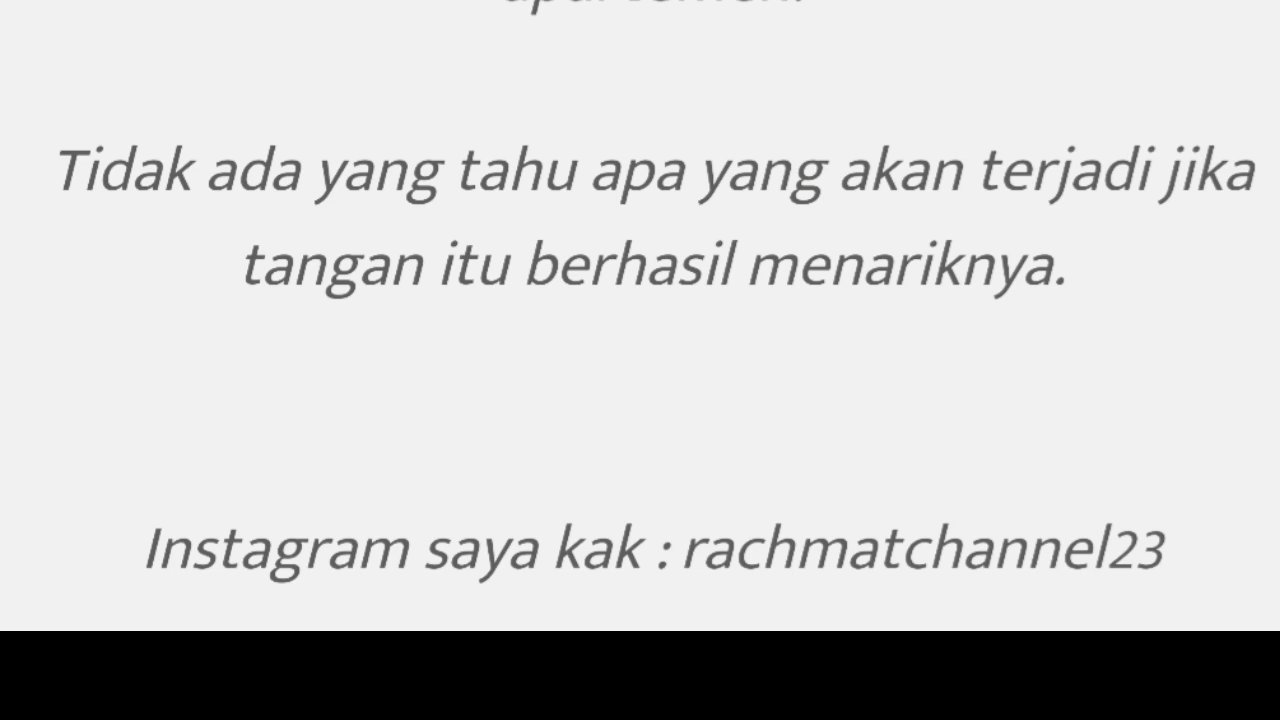 Tidak ada yang tahu apa yang akan terjadi jika
tangan itu berhasil menariknya.
Instagram saya kak : rachmatchannel23